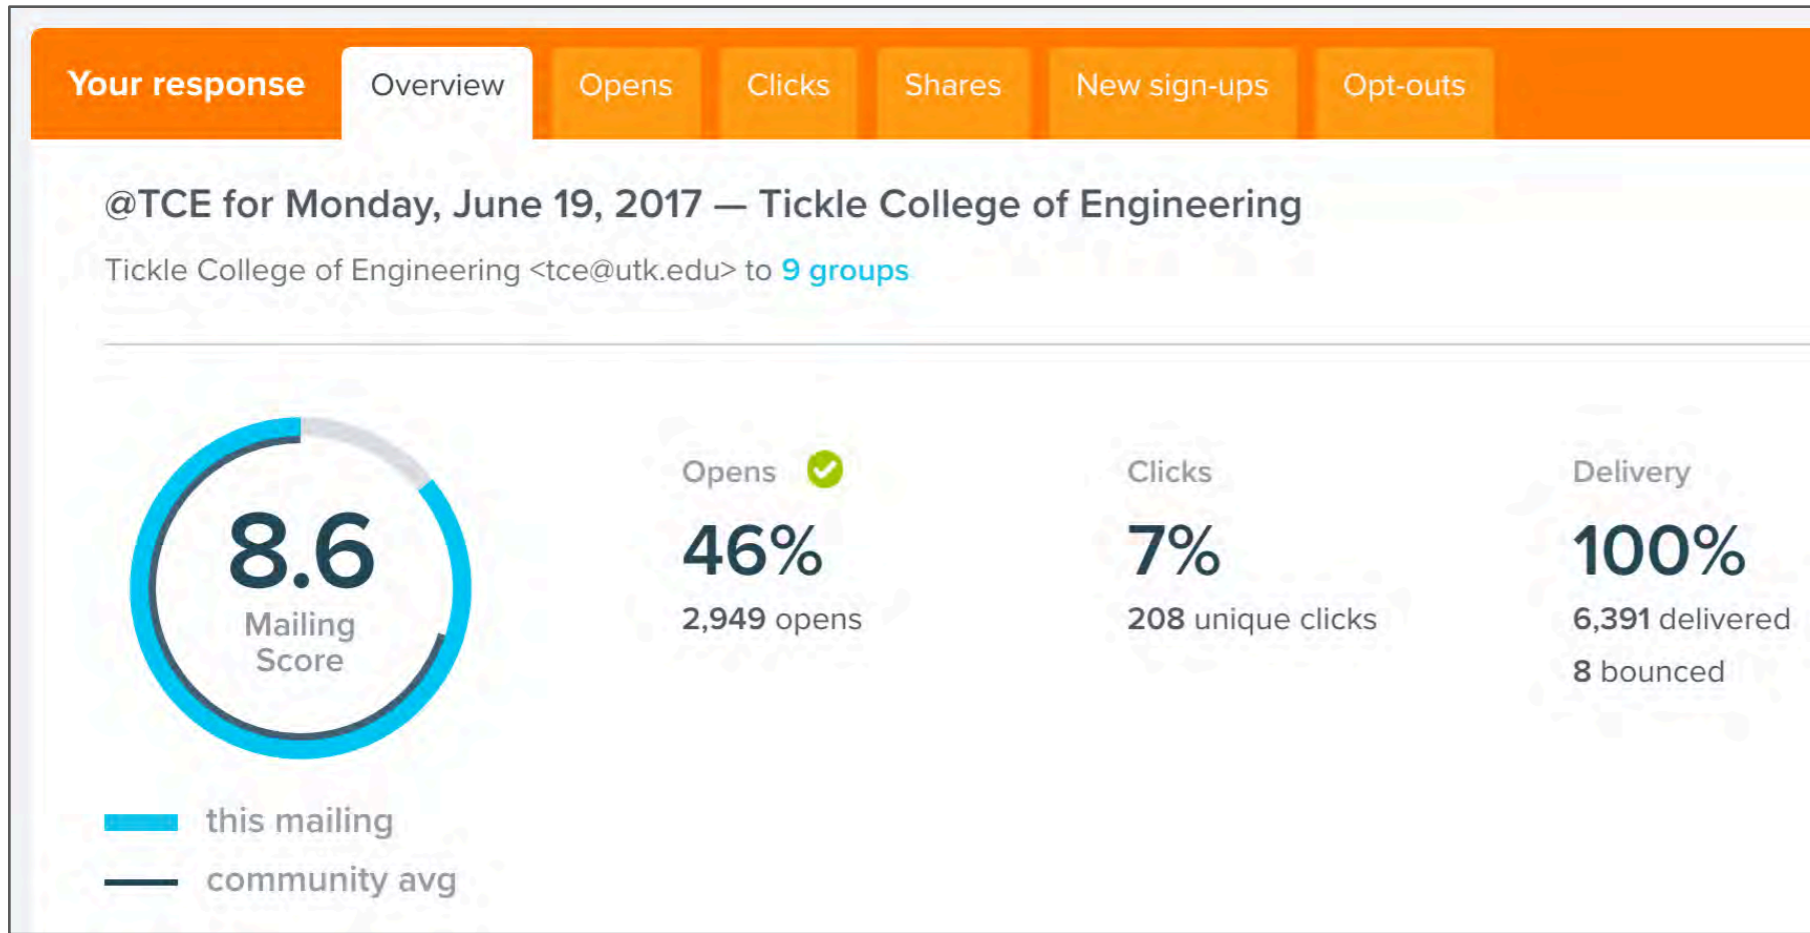 Your response Overview Opens Clicks Shares New sign-ups Opt-outs
@TCE for Monday, June 19, 2017 — Tickle College of Engineering
Tickle College of Engineering <tce@utk.edu> to 9 groups
8.6
Mailing
Score
this mailing
community avg
Opens
46%
2,949 opens
Clicks
7%
208 unique clicks
Delivery
100%
6,391 delivered
8 bounced